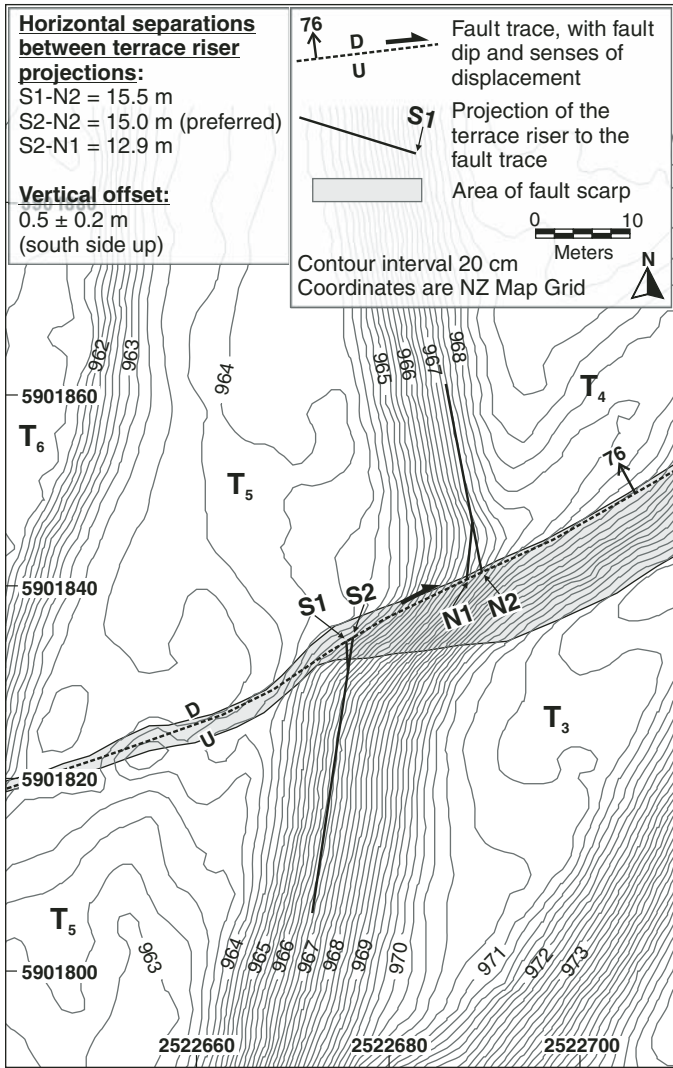 Horizontal separations
between terrace riser
projections:
S1-N2 = 15.5 m
S2-N2 = 15.0 m (preferred)
S2-N1 = 12.9 m
Vertical offset:
0.5 ± 0.2 m
(south side up)
76
D
U
Fault trace, with fault
dip and senses of
displacement
S1
Projection of the
terrace riser to the
fault trace
Area of fault scarp
0 10
Meters
N
Contour interval 20 cm
Coordinates are NZ Map Grid
962
963
964
965
966
967
968
5901860
T4
T6
76
T5
5901840
S1
S2
N1
N2
D
U
T3
5901820
T5
963
964
965
966
967
968
969
970
971
972
973
5901800
2522660
2522680
2522700